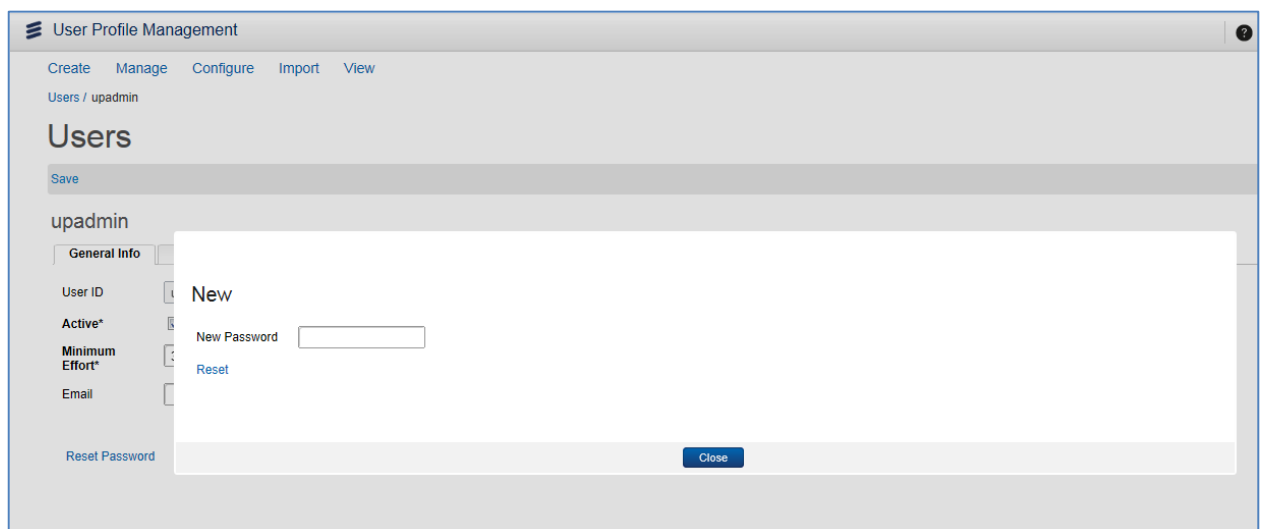 User Profile Management
?
Create Manage Configure Import View
Users / upadmin
Users
Save
upadmin
General Info
User ID
New
Active*
New Password
Minimum
Effort*
Reset
Email
Reset Password
Close